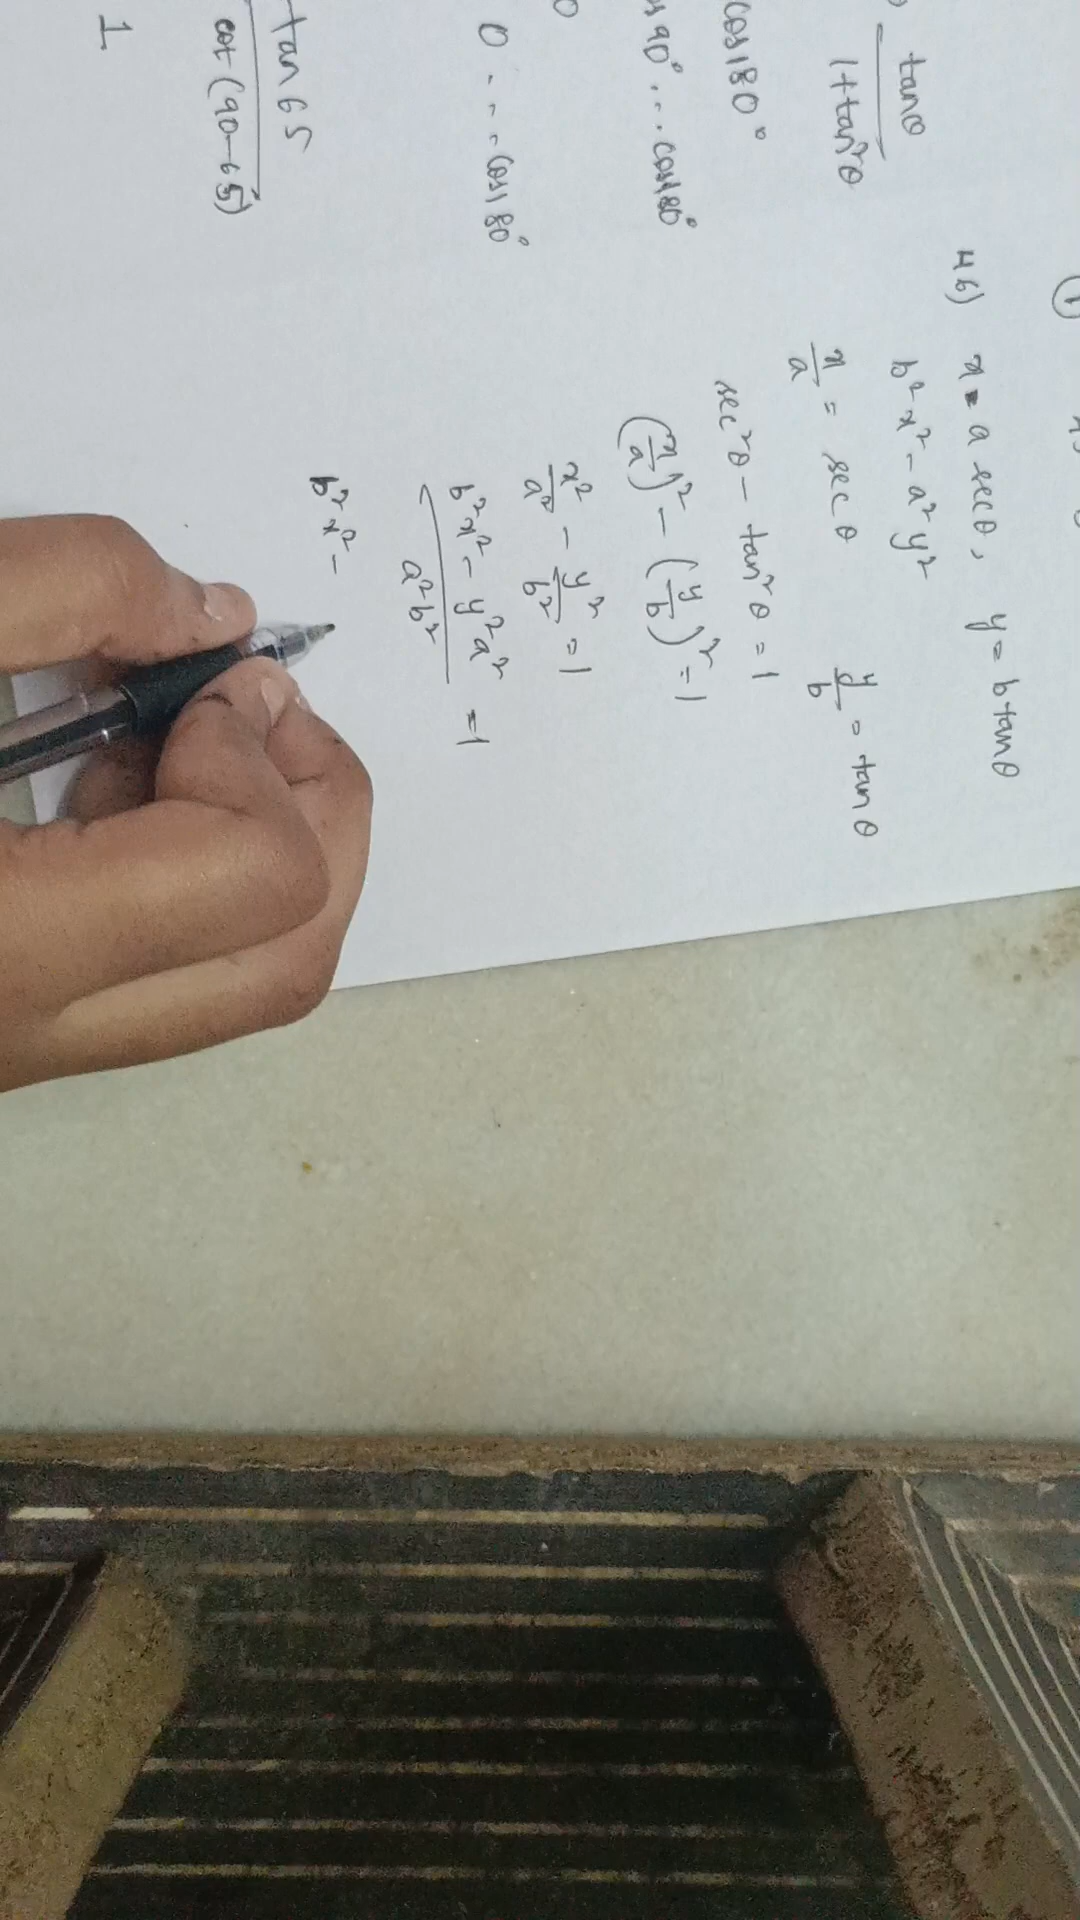 tanθ
1+tan²θ
cos180°
90°...cos180°
0
0 - - - cos180°
tan65
cot(90-65)
1
46) x = a secθ, y = b tanθ
b²x² - a²y²
x/a = secθ y/b = tanθ
sec²θ - tan²θ = 1
(x/a)² - (y/b)² = 1
x²/a² - y²/b² = 1
b²x² - y²a² = 1
a²b²
b²x² -